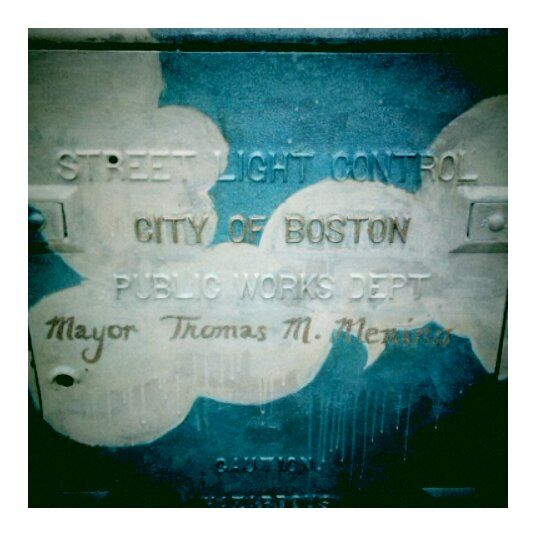 STREET LIGHT CONTROL
CITY OF BOSTON
PUBLIC WORKS DEPT
Mayor Thomas M. Menino
CAUTION